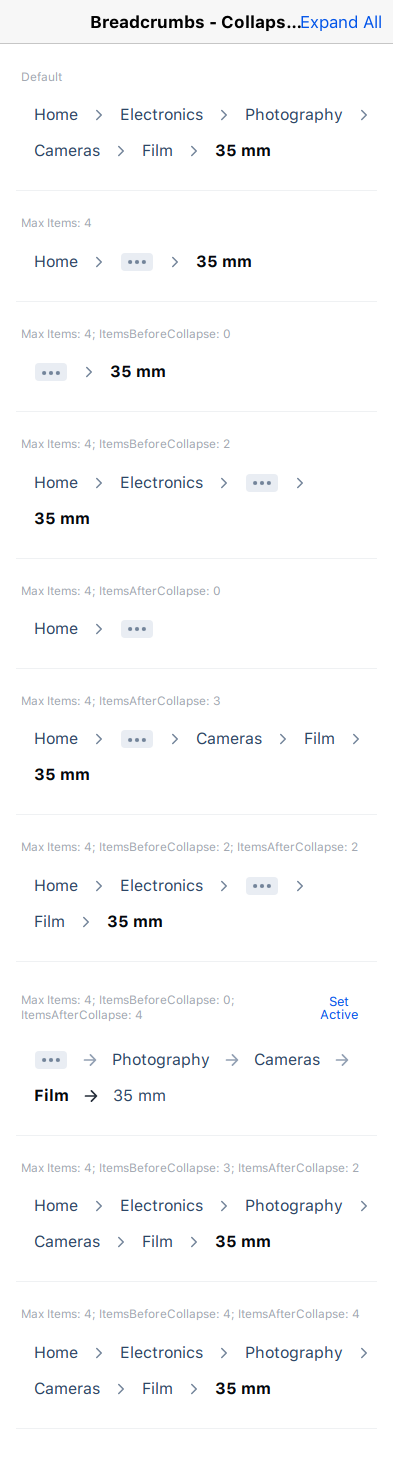 Breadcrumbs - Collaps... Expand All
Default
Home Electronics Photography
Cameras Film 35 mm
Max Items: 4
Home ••• 35 mm
Max Items: 4; ItemsBeforeCollapse: 0
••• 35 mm
Max Items: 4; ItemsBeforeCollapse: 2
Home Electronics •••
35 mm
Max Items: 4; ItemsAfterCollapse: 0
Home •••
Max Items: 4; ItemsAfterCollapse: 3
Home ••• Cameras Film
35 mm
Max Items: 4; ItemsBeforeCollapse: 2; ItemsAfterCollapse: 2
Home Electronics •••
Film 35 mm
Max Items: 4; ItemsBeforeCollapse: 0;
ItemsAfterCollapse: 4
Set
Active
••• → Photography → Cameras →
Film → 35 mm
Max Items: 4; ItemsBeforeCollapse: 3; ItemsAfterCollapse: 2
Home Electronics Photography
Cameras Film 35 mm
Max Items: 4; ItemsBeforeCollapse: 4; ItemsAfterCollapse: 4
Home Electronics Photography
Cameras Film 35 mm